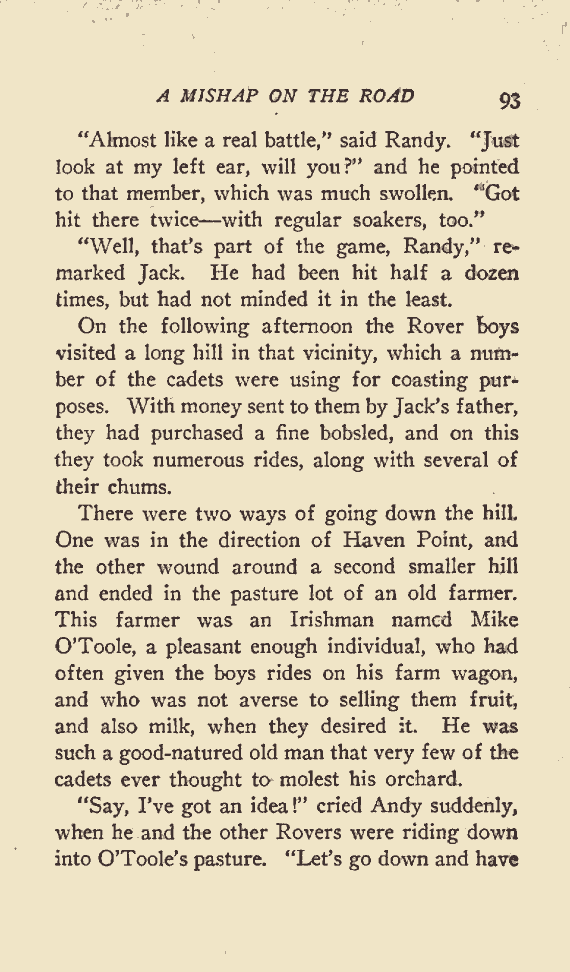 A MISHAP ON THE ROAD 93
"Almost like a real battle," said Randy. "Just
look at my left ear, will you?" and he pointed
to that member, which was much swollen. "Got
hit there twice—with regular soakers, too."
"Well, that's part of the game, Randy," re-
marked Jack. He had been hit half a dozen
times, but had not minded it in the least.
On the following afternoon the Rover boys
visited a long hill in that vicinity, which a num-
ber of the cadets were using for coasting pur-
poses. With money sent to them by Jack's father,
they had purchased a fine bobsled, and on this
they took numerous rides, along with several of
their chums.
There were two ways of going down the hill.
One was in the direction of Haven Point, and
the other wound around a second smaller hill
and ended in the pasture lot of an old farmer.
This farmer was an Irishman named Mike
O'Toole, a pleasant enough individual, who had
often given the boys rides on his farm wagon,
and who was not averse to selling them fruit,
and also milk, when they desired it. He was
such a good-natured old man that very few of the
cadets ever thought to molest his orchard.
"Say, I've got an idea!" cried Andy suddenly,
when he and the other Rovers were riding down
into O'Toole's pasture. "Let's go down and have